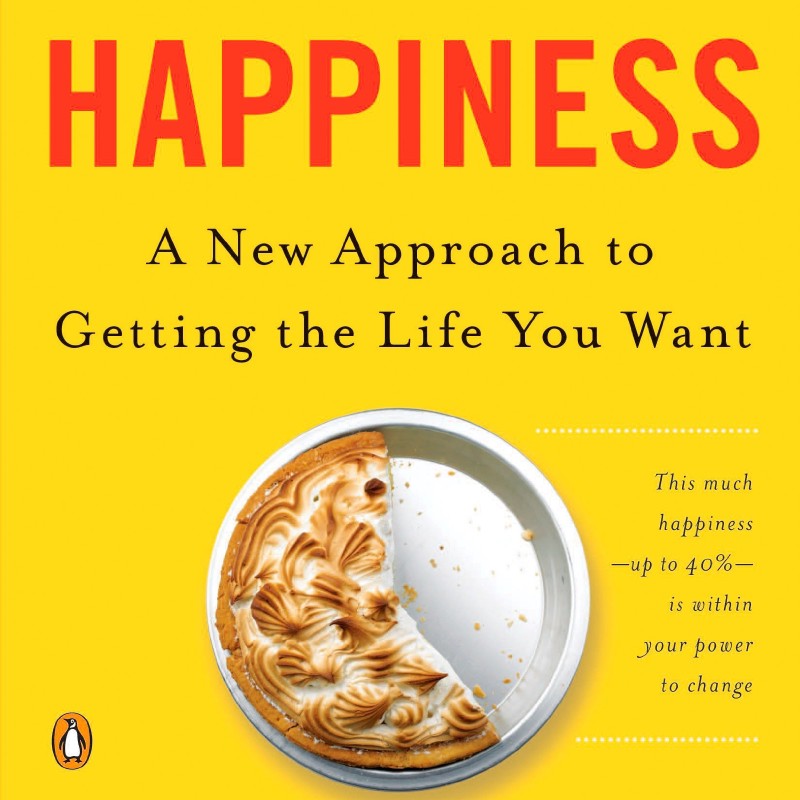 HAPPINESS
A New Approach to
Getting the Life You Want
This much
happiness
—up to 40%—
is within
your power
to change